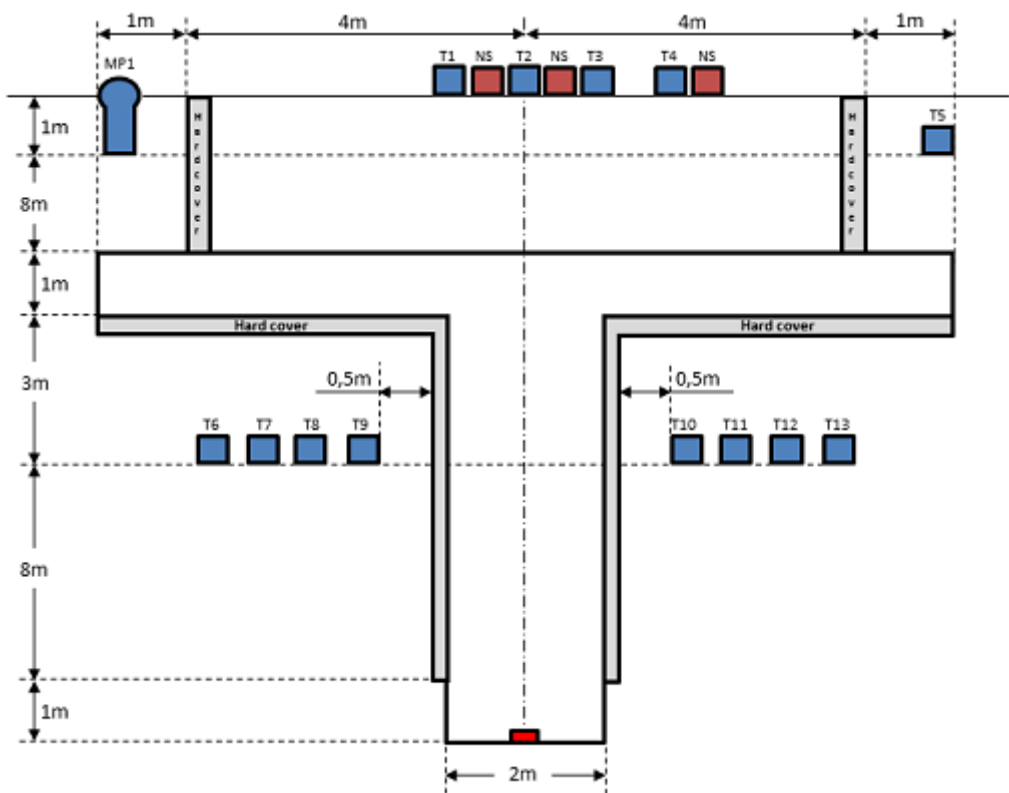 1m 4m 4m 1m
MP1 T1 NS T2 NS T3 T4 NS
1m Hardcover Hardcover T5
8m
1m
Hard cover Hard cover
3m 0,5m 0,5m
T6 T7 T8 T9 T10 T11 T12 T13
8m
1m
2m